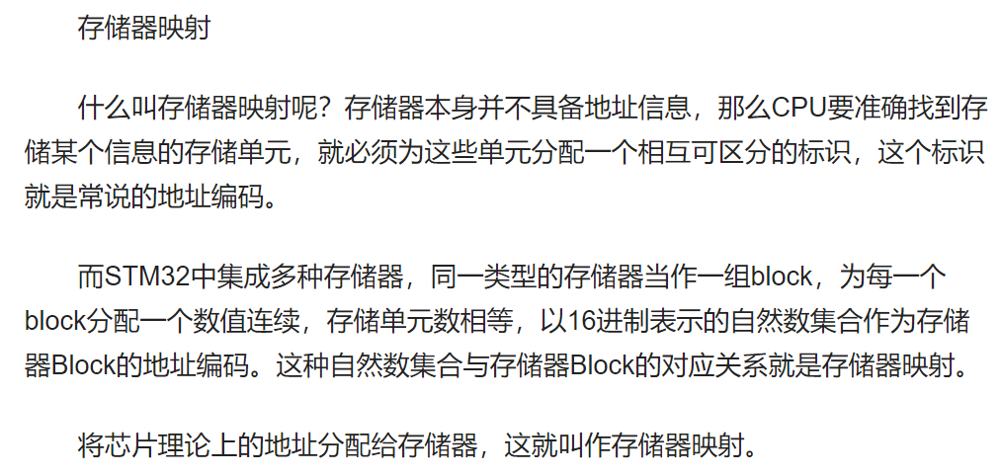 存储器映射
什么叫存储器映射呢？存储器本身并不具备地址信息，那么CPU要准确找到存
储某个信息的存储单元，就必须为这些单元分配一个相互可区分的标识，这个标识
就是常说的地址编码。
而STM32中集成多种存储器，同一类型的存储器当作一组block，为每一个
block分配一个数值连续，存储单元数相等，以16进制表示的自然数集合作为存储
器Block的地址编码。这种自然数集合与存储器Block的对应关系就是存储器映射。
将芯片理论上的地址分配给存储器，这就叫作存储器映射。